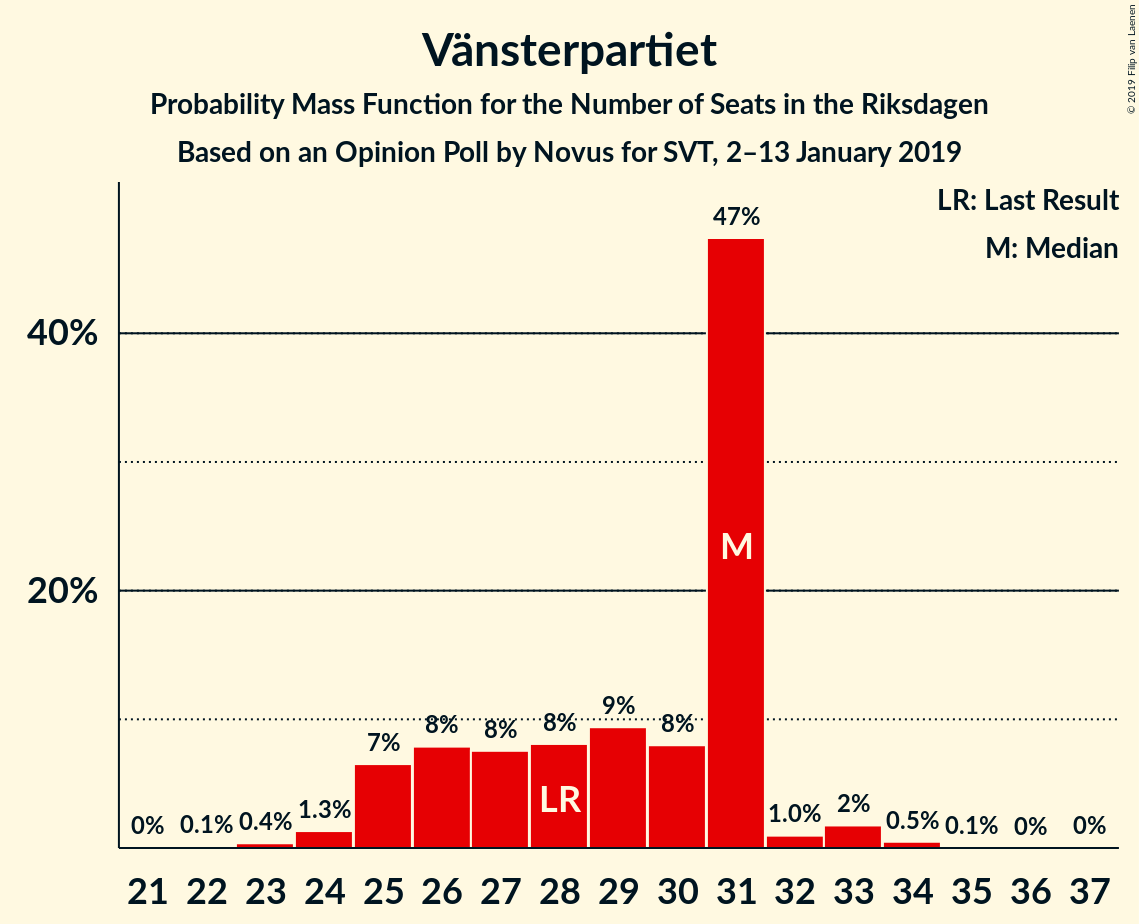 Vänsterpartiet
Probability Mass Function for the Number of Seats in the Riksdagen
Based on an Opinion Poll by Novus for SVT, 2–13 January 2019
© 2019 Filip van Laenen
LR: Last Result
M: Median
40%
20%
0% 0.1% 0.4% 1.3% 7% 8% 8% 8% 9% 8% 47% 1.0% 2% 0.5% 0.1% 0% 0%
LR
M
21 22 23 24 25 26 27 28 29 30 31 32 33 34 35 36 37